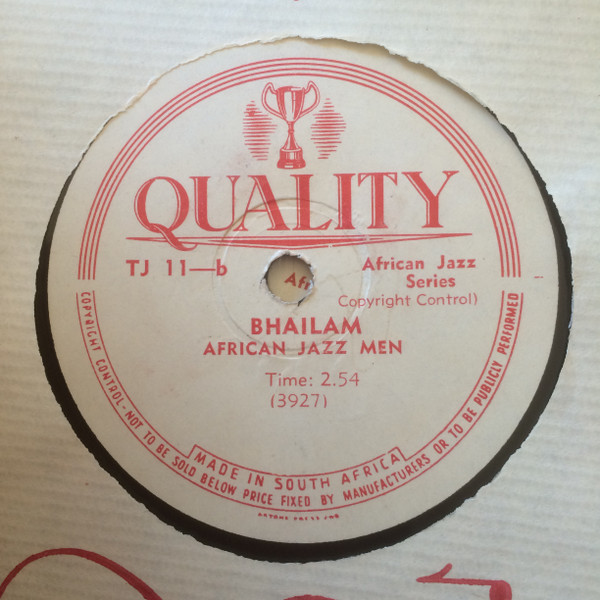 QUALITY
TJ 11—b
African Jazz
Series
Copyright Control)
Afr
BHAILAM
AFRICAN JAZZ MEN
Time: 2.54
(3927)
MADE IN SOUTH AFRICA
COPYRIGHT CONTROL · NOT TO BE SOLD BELOW PRICE FIXED BY MANUFACTURERS OR TO BE PUBLICLY PERFORMED